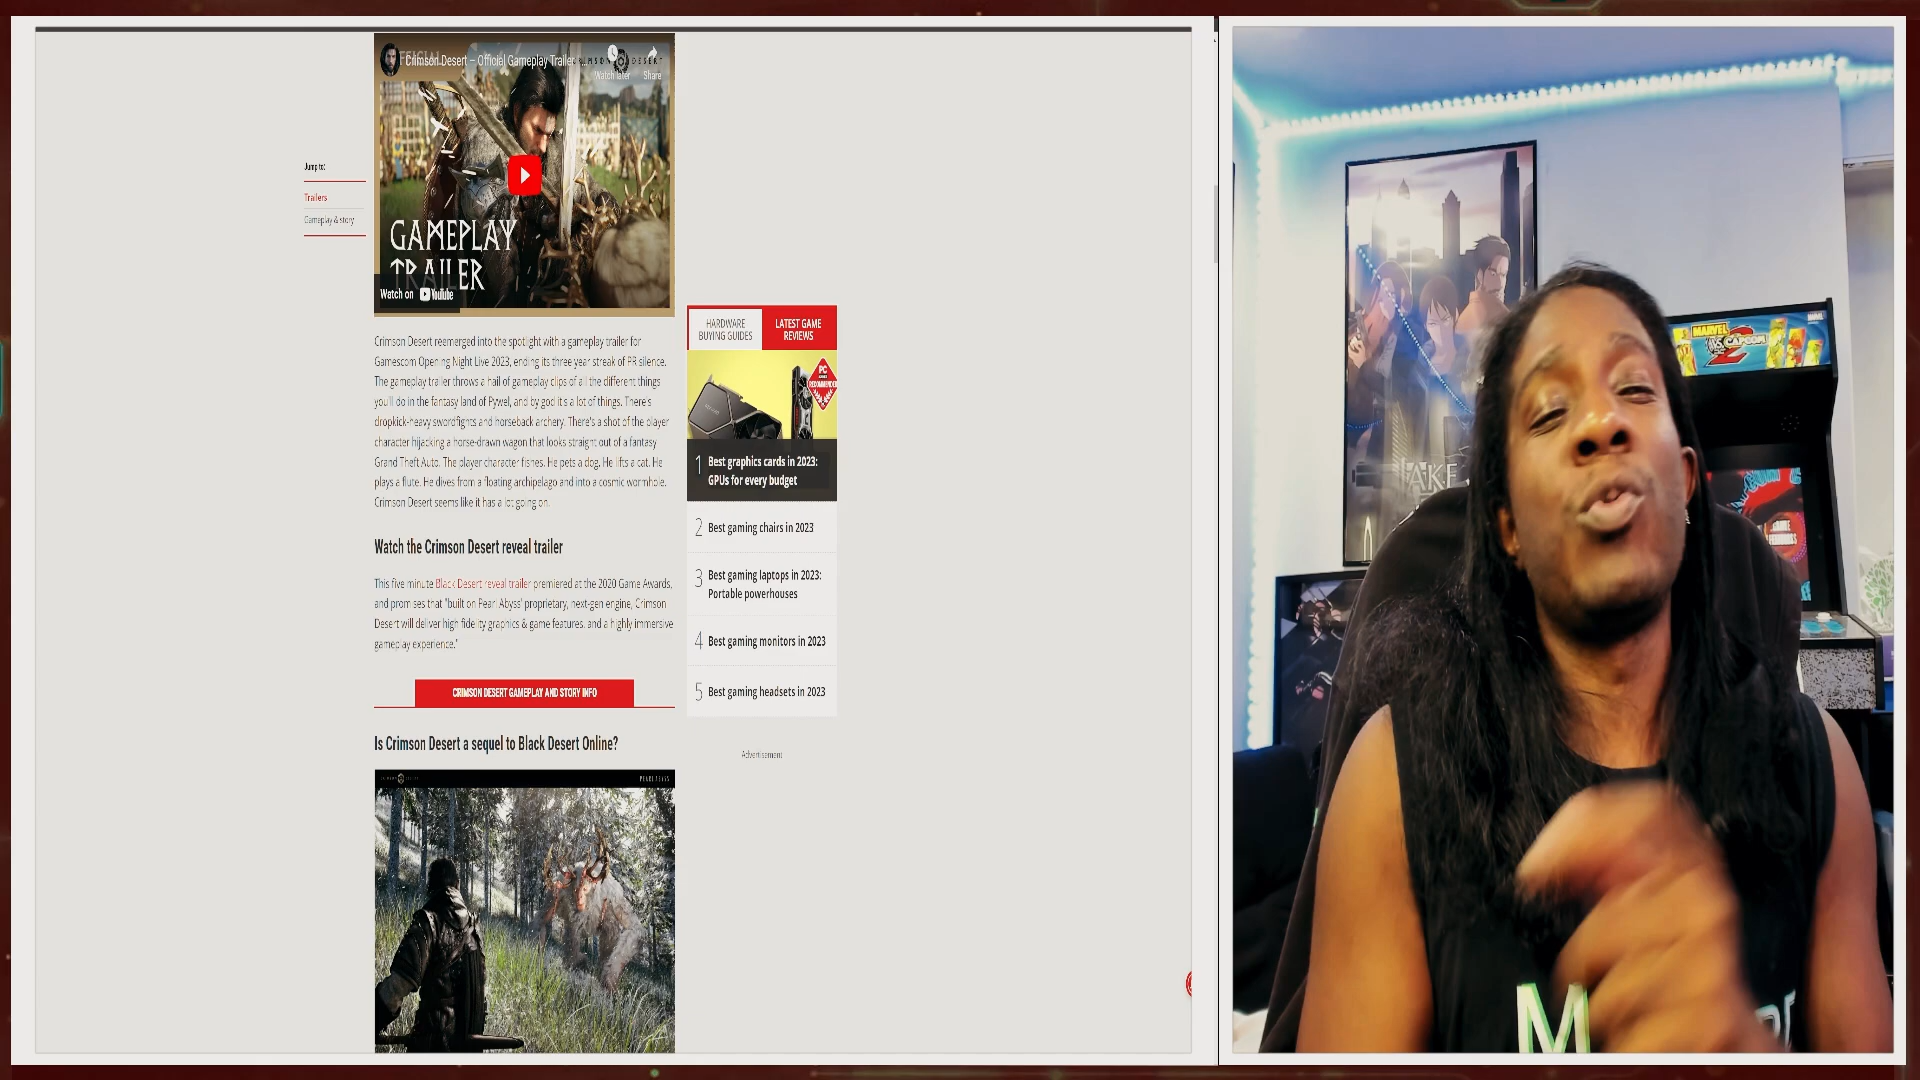 Crimson Desert – Official Gameplay Trailer
Watch later
Share
GAMEPLAY
TRAILER
Watch on YouTube
Jump to:
Trailers
Gameplay & story
Crimson Desert reemerged into the spotlight with a gameplay trailer for
Gamescom Opening Night Live 2023, ending its three year streak of PR silence.
The gameplay trailer throws a hail of gameplay clips of all the different things
you'll do in the fantasy land of Pywel, and by god it's a lot of things. There's
dropkick-heavy swordfights and horseback archery. There's a shot of the player
character hijacking a horse-drawn wagon that looks straight out of a fantasy
Grand Theft Auto. The player character fishes. He pets a dog. He lifts a cat. He
plays a flute. He dives from a floating archipelago and into a cosmic wormhole.
Crimson Desert seems like it has a lot going on.
Watch the Crimson Desert reveal trailer
This five minute Black Desert reveal trailer premiered at the 2020 Game Awards,
and promises that "built on Pearl Abyss' proprietary, next-gen engine, Crimson
Desert will deliver high fidelity graphics & game features, and a highly immersive
gameplay experience."
CRIMSON DESERT GAMEPLAY AND STORY INFO
Is Crimson Desert a sequel to Black Desert Online?
PEARL ABYSS
HARDWARE
BUYING GUIDES
LATEST GAME
REVIEWS
PC
RECOMMENDED
1 Best graphics cards in 2023:
GPUs for every budget
2 Best gaming chairs in 2023
3 Best gaming laptops in 2023:
Portable powerhouses
4 Best gaming monitors in 2023
5 Best gaming headsets in 2023
Advertisement
MARVEL
VS CAPCOM
2
AKE
M